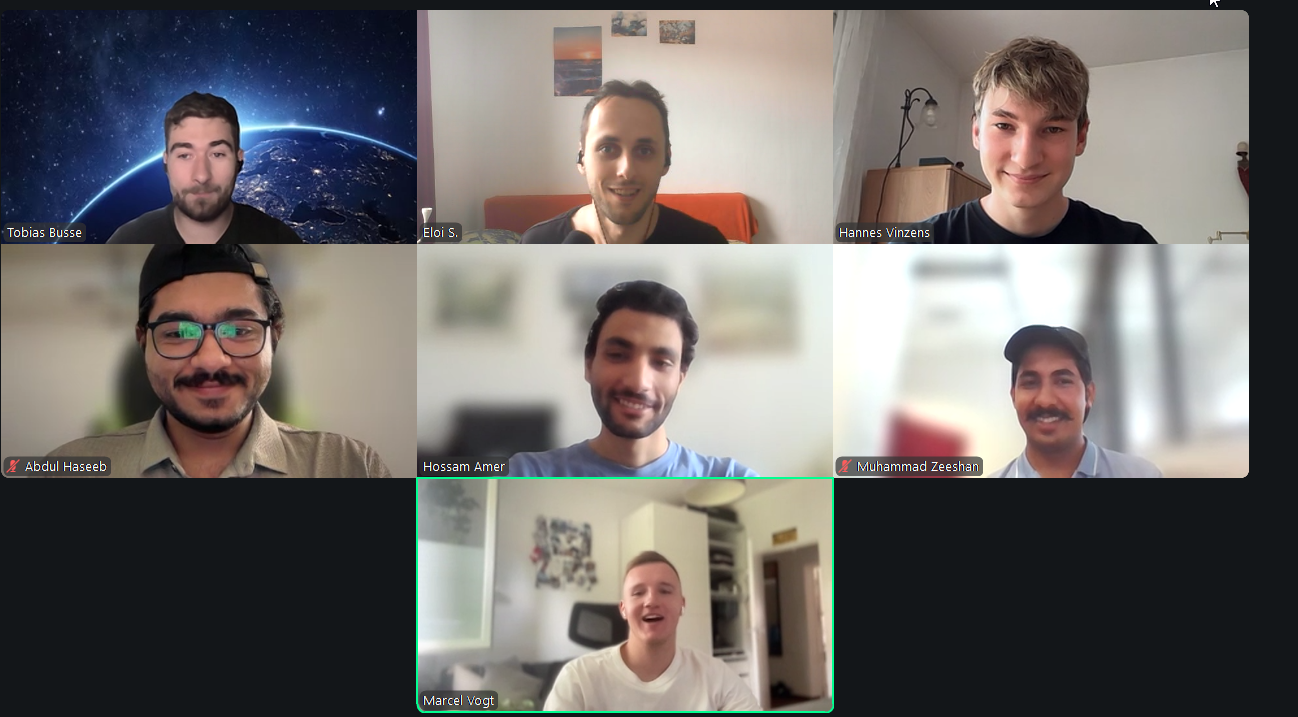 Tobias Busse
Eloi S.
Hannes Vinzens
Abdul Haseeb
Hossam Amer
Muhammad Zeeshan
Marcel Vogt